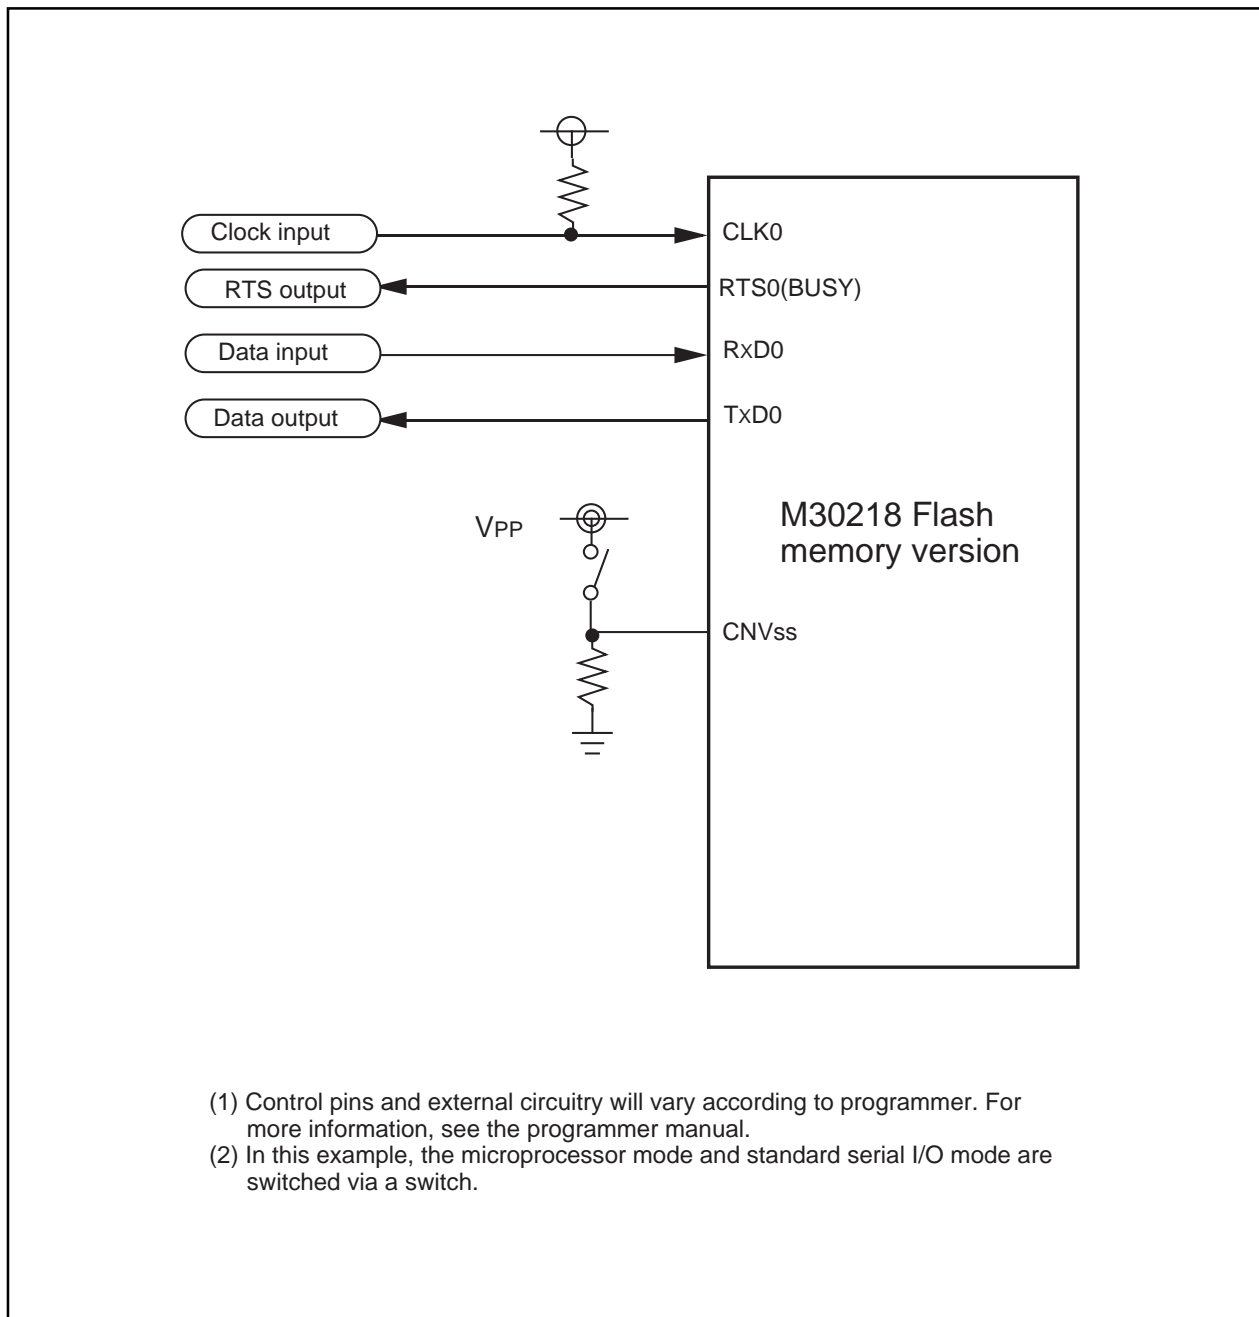 Clock input
CLK0
RTS output
RTS0(BUSY)
Data input
RxD0
Data output
TxD0
VPP
M30218 Flash
memory version
CNVss
(1) Control pins and external circuitry will vary according to programmer. For
more information, see the programmer manual.
(2) In this example, the microprocessor mode and standard serial I/O mode are
switched via a switch.